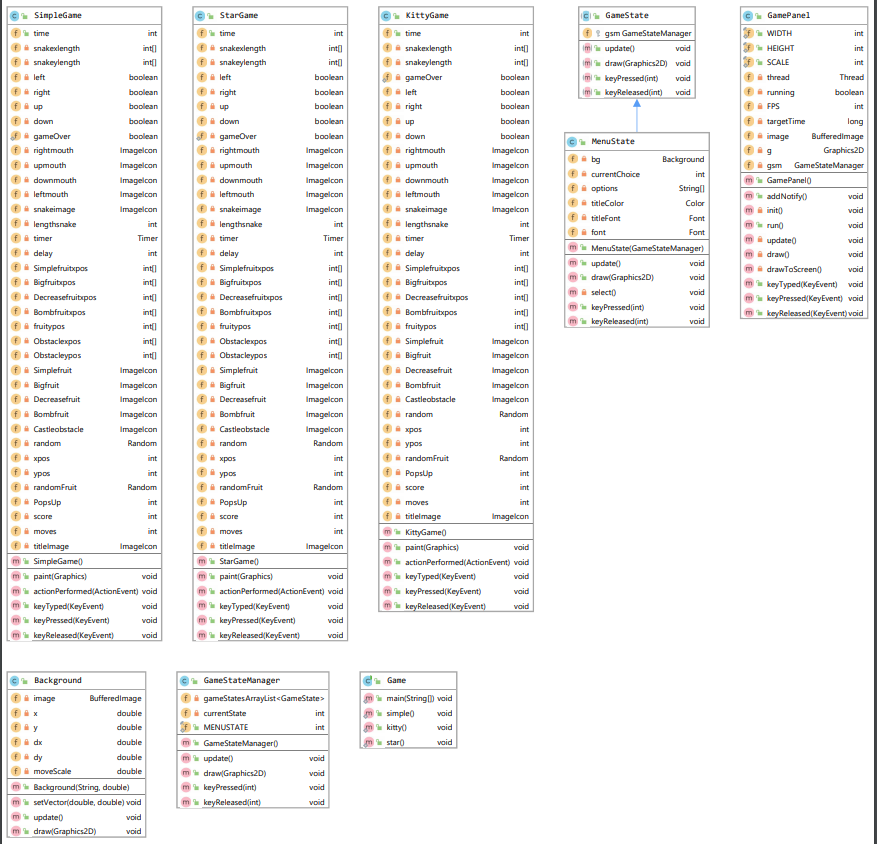 SimpleGame
time int
snakexlength int[]
snakeylength int[]
left boolean
right boolean
up boolean
down boolean
gameOver boolean
rightmouth ImageIcon
upmouth ImageIcon
downmouth ImageIcon
leftmouth ImageIcon
snakeimage ImageIcon
lengthsnake int
timer Timer
delay int
Simplefruitxpos int[]
Bigfruitxpos int[]
Decreasefruitxpos int[]
Bombfruitxpos int[]
fruitypos int[]
Obstaclexpos int[]
Obstacleypos int[]
Simplefruit ImageIcon
Bigfruit ImageIcon
Decreasefruit ImageIcon
Bombfruit ImageIcon
Castleobstacle ImageIcon
random Random
xpos int
ypos int
randomFruit Random
PopsUp int
score int
moves int
titleImage ImageIcon
SimpleGame()
paint(Graphics) void
actionPerformed(ActionEvent) void
keyTyped(KeyEvent) void
keyPressed(KeyEvent) void
keyReleased(KeyEvent) void
StarGame
time int
snakexlength int[]
snakeylength int[]
left boolean
right boolean
up boolean
down boolean
gameOver boolean
rightmouth ImageIcon
upmouth ImageIcon
downmouth ImageIcon
leftmouth ImageIcon
snakeimage ImageIcon
lengthsnake int
timer Timer
delay int
Simplefruitxpos int[]
Bigfruitxpos int[]
Decreasefruitxpos int[]
Bombfruitxpos int[]
fruitypos int[]
Obstaclexpos int[]
Obstacleypos int[]
Simplefruit ImageIcon
Bigfruit ImageIcon
Decreasefruit ImageIcon
Bombfruit ImageIcon
Castleobstacle ImageIcon
random Random
xpos int
ypos int
randomFruit Random
PopsUp int
score int
moves int
titleImage ImageIcon
StarGame()
paint(Graphics) void
actionPerformed(ActionEvent) void
keyTyped(KeyEvent) void
keyPressed(KeyEvent) void
keyReleased(KeyEvent) void
KittyGame
time int
snakexlength int[]
snakeylength int[]
gameOver boolean
left boolean
right boolean
up boolean
down boolean
rightmouth ImageIcon
upmouth ImageIcon
downmouth ImageIcon
leftmouth ImageIcon
snakeimage ImageIcon
lengthsnake int
timer Timer
delay int
Simplefruitxpos int[]
Bigfruitxpos int[]
Decreasefruitxpos int[]
Bombfruitxpos int[]
fruitypos int[]
Simplefruit ImageIcon
Bigfruit ImageIcon
Decreasefruit ImageIcon
Bombfruit ImageIcon
Castleobstacle ImageIcon
random Random
xpos int
ypos int
randomFruit Random
PopsUp int
score int
moves int
titleImage ImageIcon
KittyGame()
paint(Graphics) void
actionPerformed(ActionEvent) void
keyTyped(KeyEvent) void
keyPressed(KeyEvent) void
keyReleased(KeyEvent) void
GameState
gsm GameStateManager
update() void
draw(Graphics2D) void
keyPressed(int) void
keyReleased(int) void
MenuState
bg Background
currentChoice int
options String[]
titleColor Color
titleFont Font
font Font
MenuState(GameStateManager)
update() void
draw(Graphics2D) void
select() void
keyPressed(int) void
keyReleased(int) void
GamePanel
WIDTH int
HEIGHT int
SCALE int
thread Thread
running boolean
FPS int
targetTime long
image BufferedImage
g Graphics2D
gsm GameStateManager
GamePanel()
addNotify() void
init() void
run() void
update() void
draw() void
drawToScreen() void
keyTyped(KeyEvent) void
keyPressed(KeyEvent) void
keyReleased(KeyEvent) void
Background
image BufferedImage
x double
y double
dx double
dy double
moveScale double
Background(String, double)
setVector(double, double) void
update() void
draw(Graphics2D) void
GameStateManager
gameStatesArrayList<GameState>
currentState int
MENUSTATE int
GameStateManager()
update() void
draw(Graphics2D) void
keyPressed(int) void
keyReleased(int) void
Game
main(String[]) void
simple() void
kitty() void
star() void